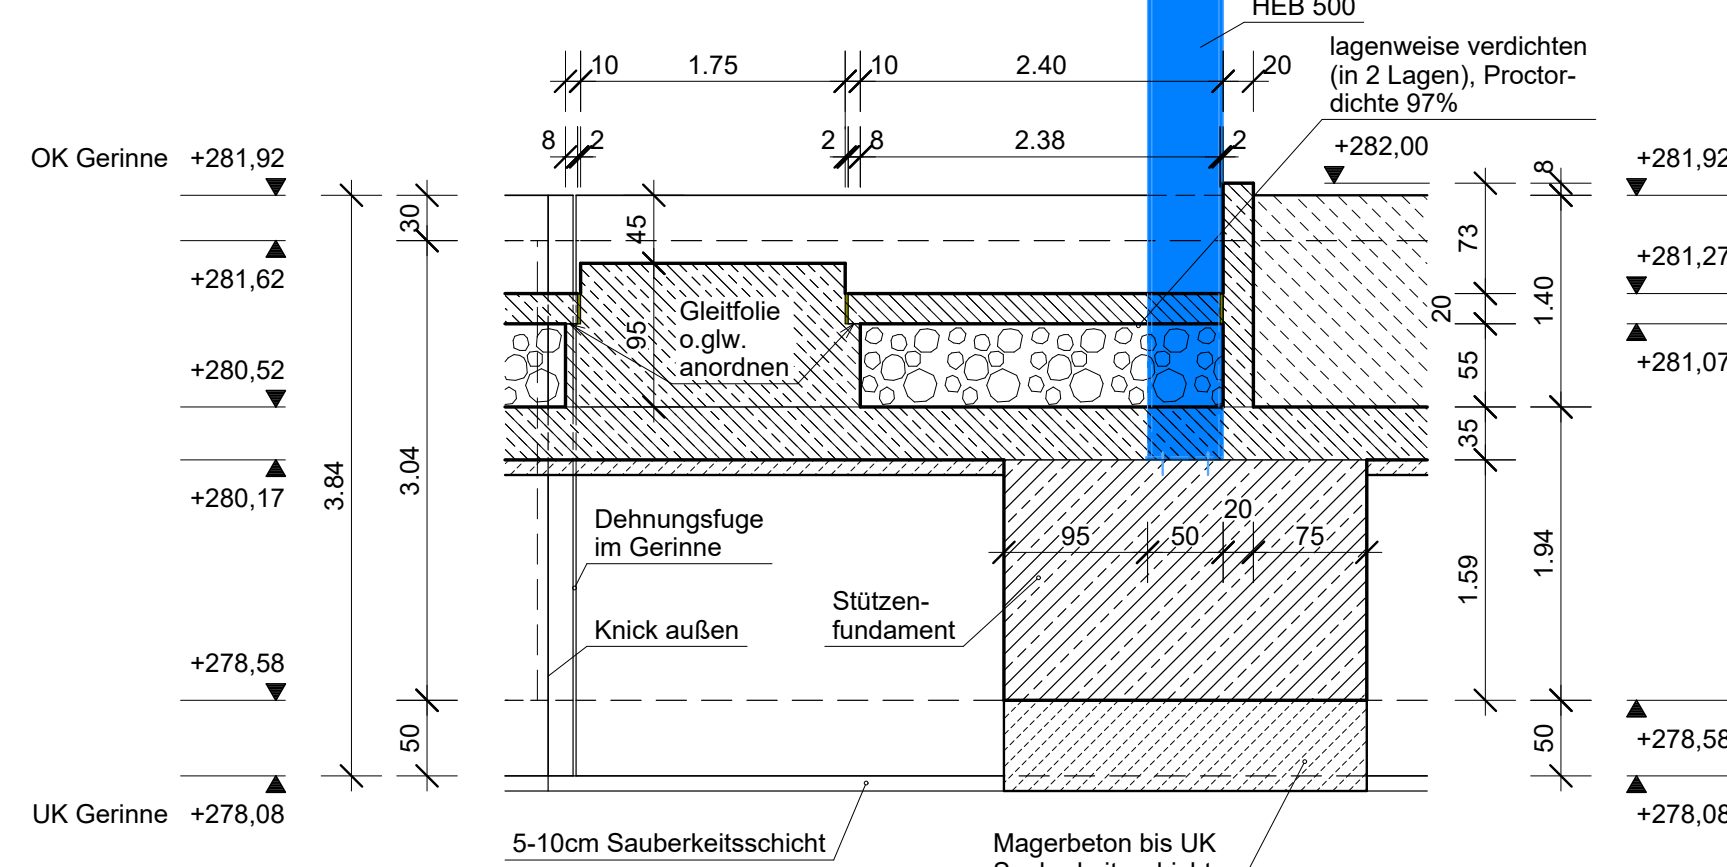 HEB 500
lagenweise verdichten
(in 2 Lagen), Proctor-
dichte 97%
10 1.75 10 2.40 20
8 2 2 8 2.38 2
OK Gerinne +281,92
+282,00
+281,92
8
30
45
73
+281,62
+281,27
20
1.40
Gleitfolie
o.glw.
anordnen
95
55
+280,52
+281,07
35
3.84
3.04
+280,17
Dehnungsfuge
im Gerinne
95 50 20 75
1.59
1.94
Stützen-
fundament
Knick außen
+278,58
50
50
+278,58
UK Gerinne +278,08
+278,08
5-10cm Sauberkeitsschicht
Magerbeton bis UK